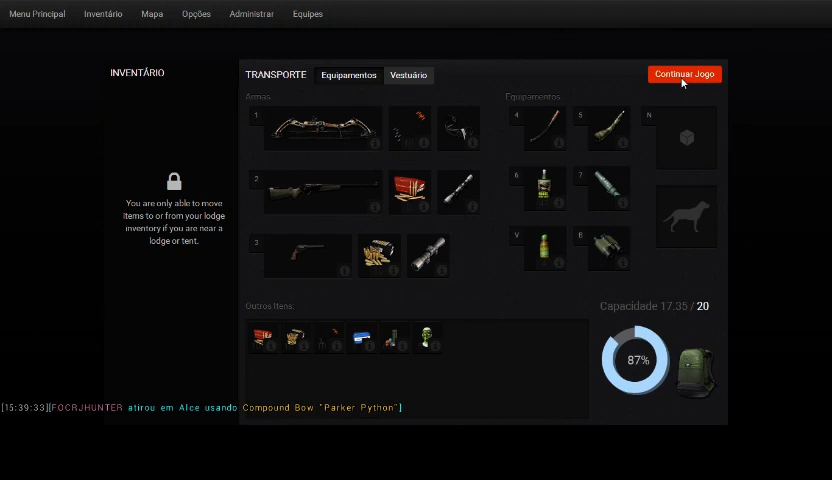 Menu Principal Inventário Mapa Opções Administrar Equipes
INVENTÁRIO
TRANSPORTE Equipamentos Vestuário
Continuar Jogo
Armas
Equipamentos
1
2
3
4 5
6 7
V B
N
You are only able to move
items to or from your lodge
inventory if you are near a
lodge or tent.
Outros Itens:
Capacidade 17.35 / 20
87%
[15:39:33][FOCRJHUNTER atirou em Alce usando Compound Bow "Parker Python"]